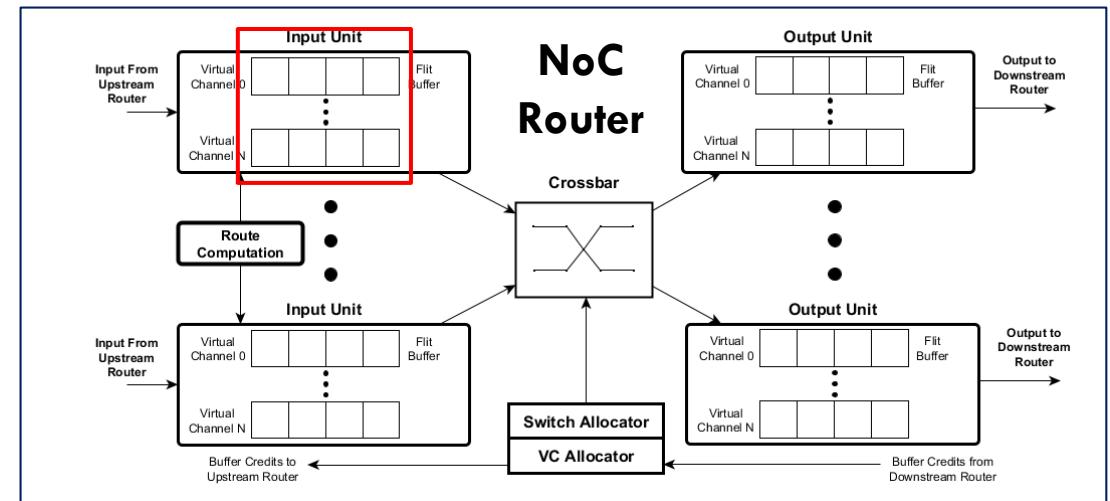 Input Unit
Input From
Upstream
Router
Virtual
Channel 0
Flit
Buffer
Virtual
Channel N
NoC
Router
Output Unit
Virtual
Channel 0
Flit
Buffer
Virtual
Channel N
Output to
Downstream
Router
Crossbar
Route
Computation
Input Unit
Input From
Upstream
Router
Virtual
Channel 0
Flit
Buffer
Virtual
Channel N
Output Unit
Virtual
Channel 0
Flit
Buffer
Virtual
Channel N
Output to
Downstream
Router
Switch Allocator
VC Allocator
Buffer Credits to
Upstream Router
Buffer Credits from
Downstream Router